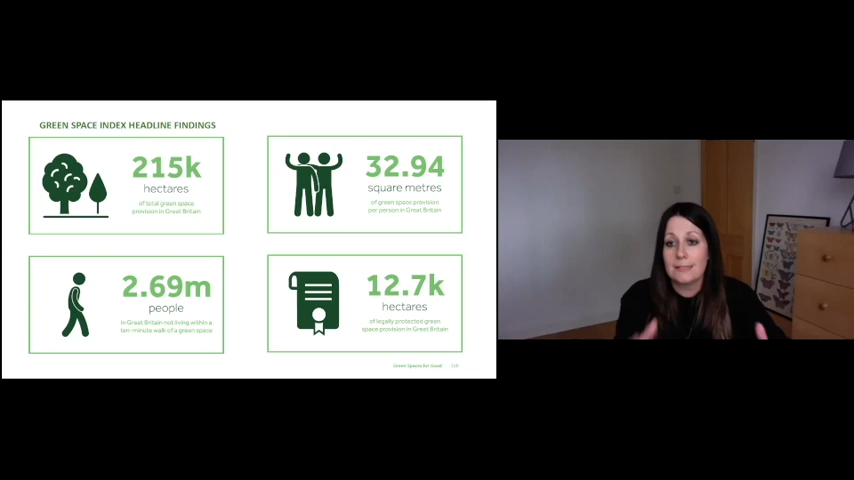 GREEN SPACE INDEX HEADLINE FINDINGS
215k
hectares
of total green space
provision in Great Britain
32.94
square metres
of green space provision
per person in Great Britain
2.69m
people
in Great Britain not living within a
ten-minute walk of a green space
12.7k
hectares
of legally protected green
space provision in Great Britain
Green Spaces for Good